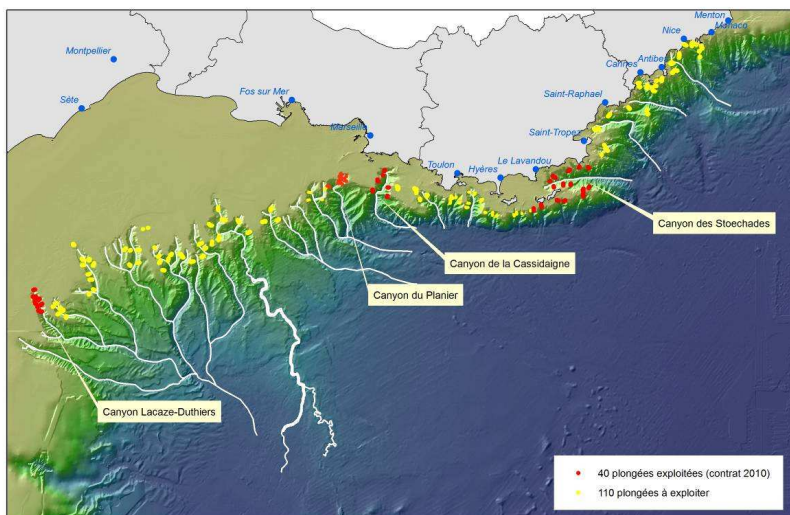 Menton
Monaco
Nice
Antibes
Cannes
Montpellier
Fos sur Mer
Saint-Raphael
Sète
Marseille
Saint-Tropez
Toulon
Hyères
Le Lavandou
Canyon des Stoechades
Canyon de la Cassidaigne
Canyon du Planier
Canyon Lacaze-Duthiers
40 plongées exploitées (contrat 2010)
110 plongées à exploiter